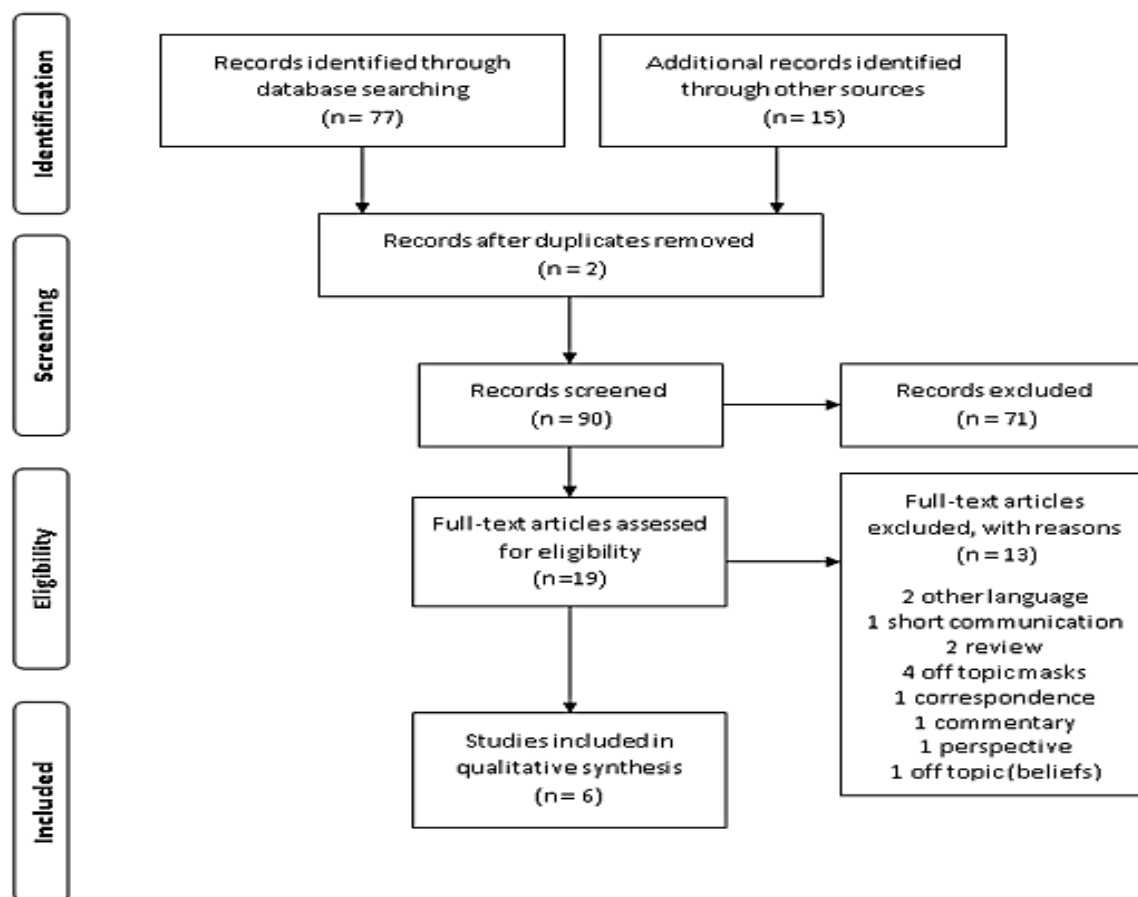 Identification
Records identified through
database searching
(n = 77)
Additional records identified
through other sources
(n = 15)
Records after duplicates removed
(n = 2)
Screening
Records screened
(n = 90)
Records excluded
(n = 71)
Eligibility
Full-text articles assessed
for eligibility
(n=19)
Full-text articles
excluded, with reasons
(n = 13)
2 other language
1 short communication
2 review
4 off topic masks
1 correspondence
1 commentary
1 perspective
1 off topic (beliefs)
Included
Studies included in
qualitative synthesis
(n = 6)